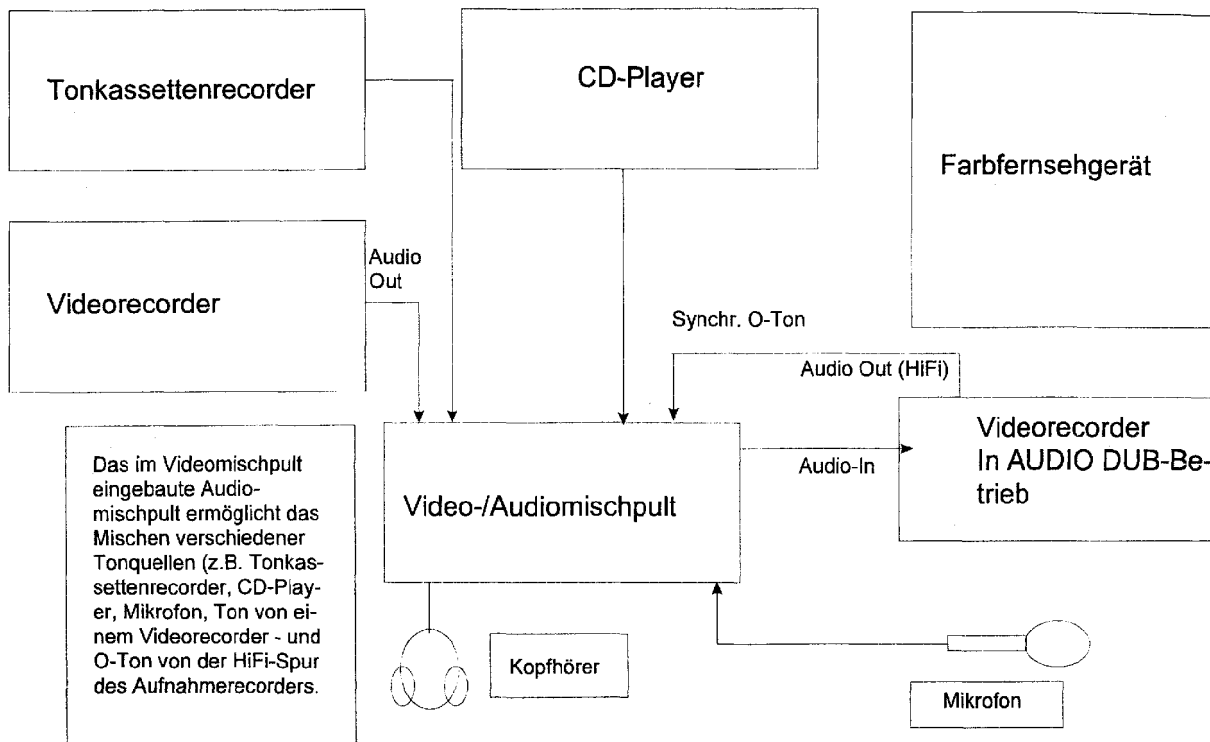 Tonkassettenrecorder
CD-Player
Farbfernsehgerät
Videorecorder
Audio
Out
Synchr. O-Ton
Audio Out (HiFi)
Videorecorder
In AUDIO DUB-Be-
trieb
Audio-In
Video-/Audiomischpult
Das im Videomischpult
eingebaute Audio-
mischpult ermöglicht das
Mischen verschiedener
Tonquellen (z.B. Tonkas-
settenrecorder, CD-Play-
er, Mikrofon, Ton von ei-
nem Videorecorder - und
O-Ton von der HiFi-Spur
des Aufnahmerecorders.
Kopfhörer
Mikrofon